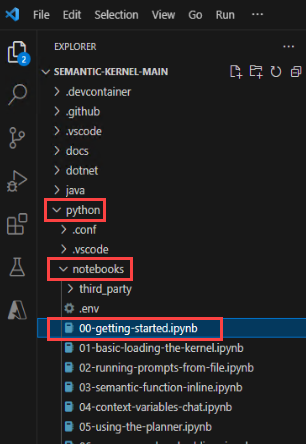 File Edit Selection View Go Run
EXPLORER
SEMANTIC-KERNEL-MAIN
.devcontainer
.github
.vscode
docs
dotnet
java
python
.conf
.vscode
notebooks
third_party
.env
00-getting-started.ipynb
01-basic-loading-the-kernel.ipynb
02-running-prompts-from-file.ipynb
03-semantic-function-inline.ipynb
04-context-variables-chat.ipynb
05-using-the-planner.ipynb
2